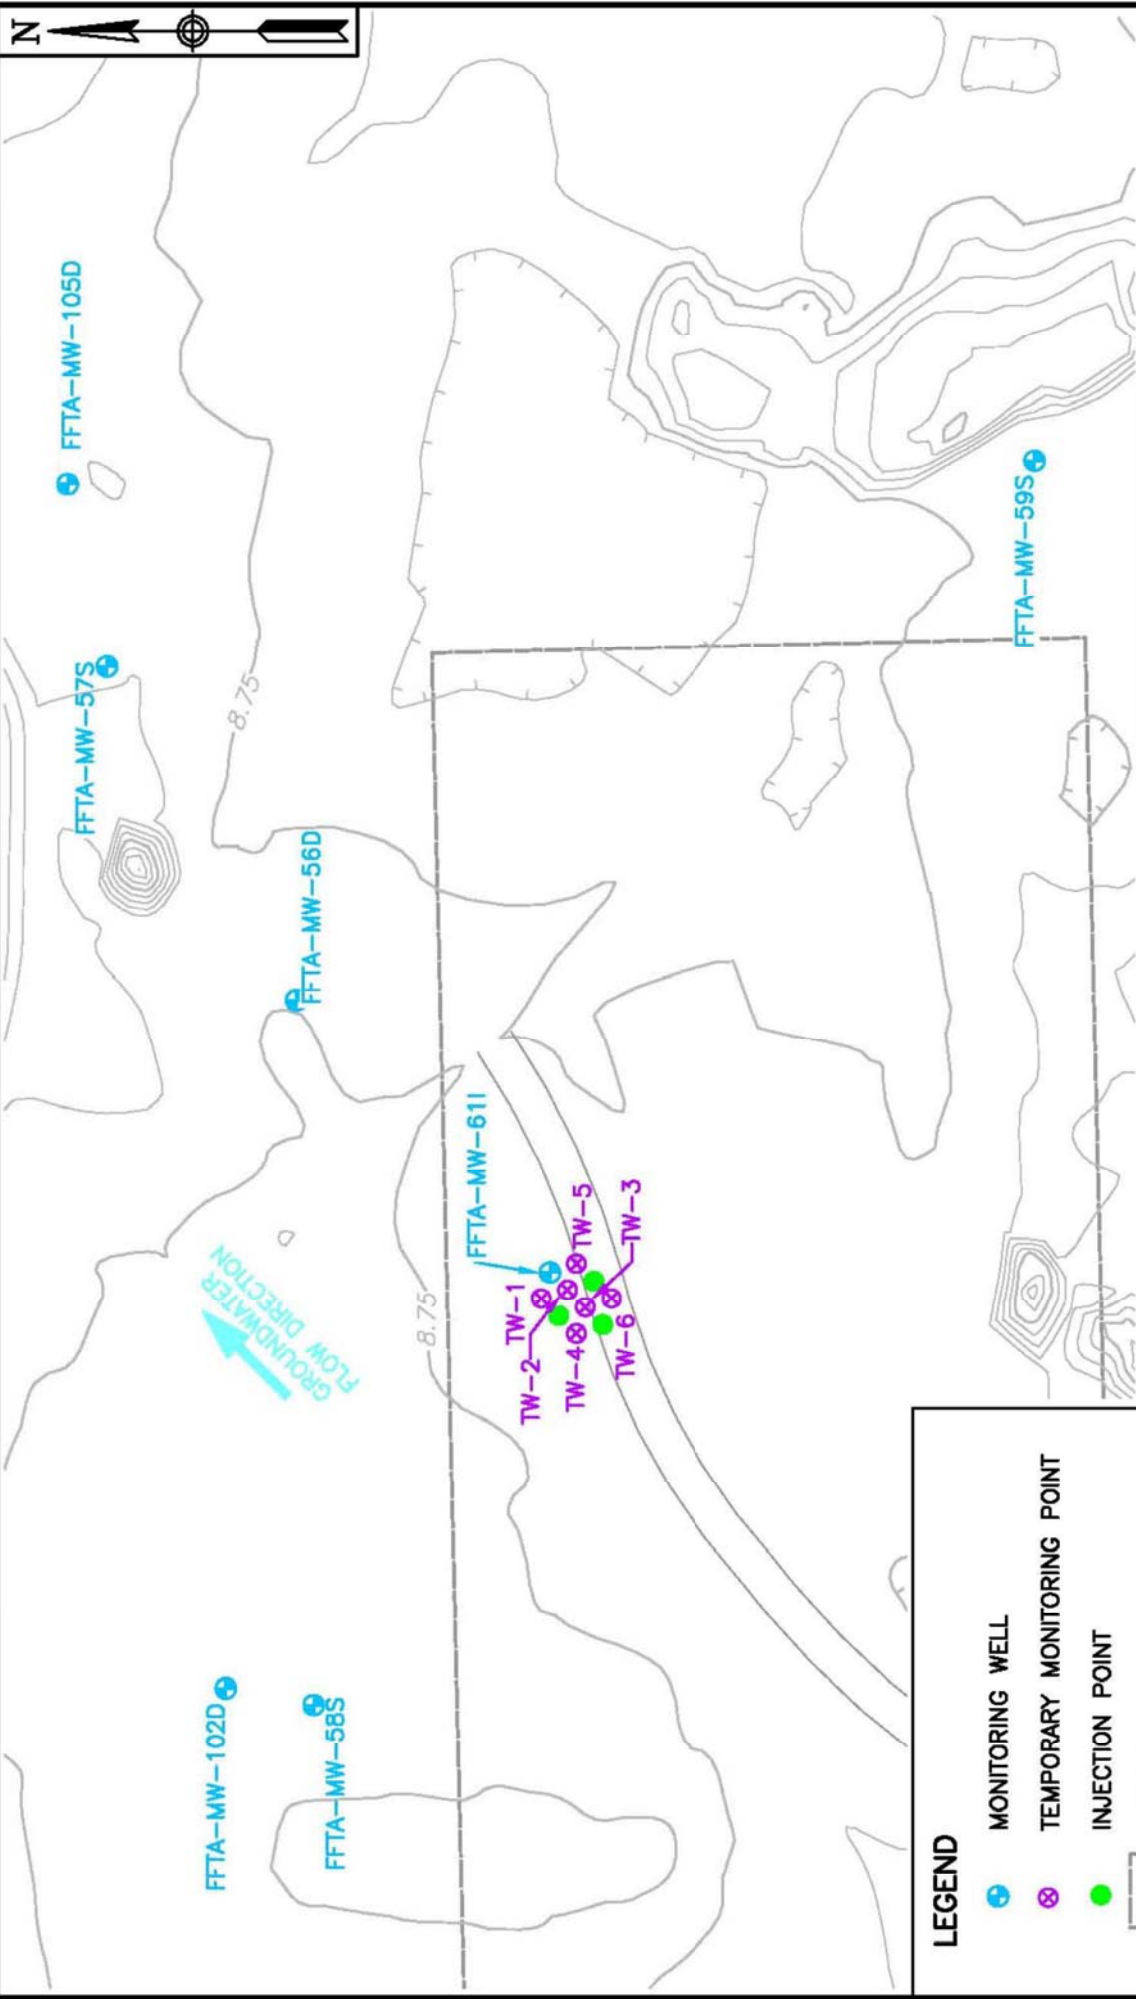 N
FFTA-MW-102D
FFTA-MW-58S
FFTA-MW-57S
FFTA-MW-105D
FFTA-MW-56D
8.75
GROUNDWATER
FLOW DIRECTION
8.75
FFTA-MW-61I
TW-1
TW-2
TW-5
TW-4
TW-3
TW-6
FFTA-MW-59S
LEGEND
MONITORING WELL
TEMPORARY MONITORING POINT
INJECTION POINT